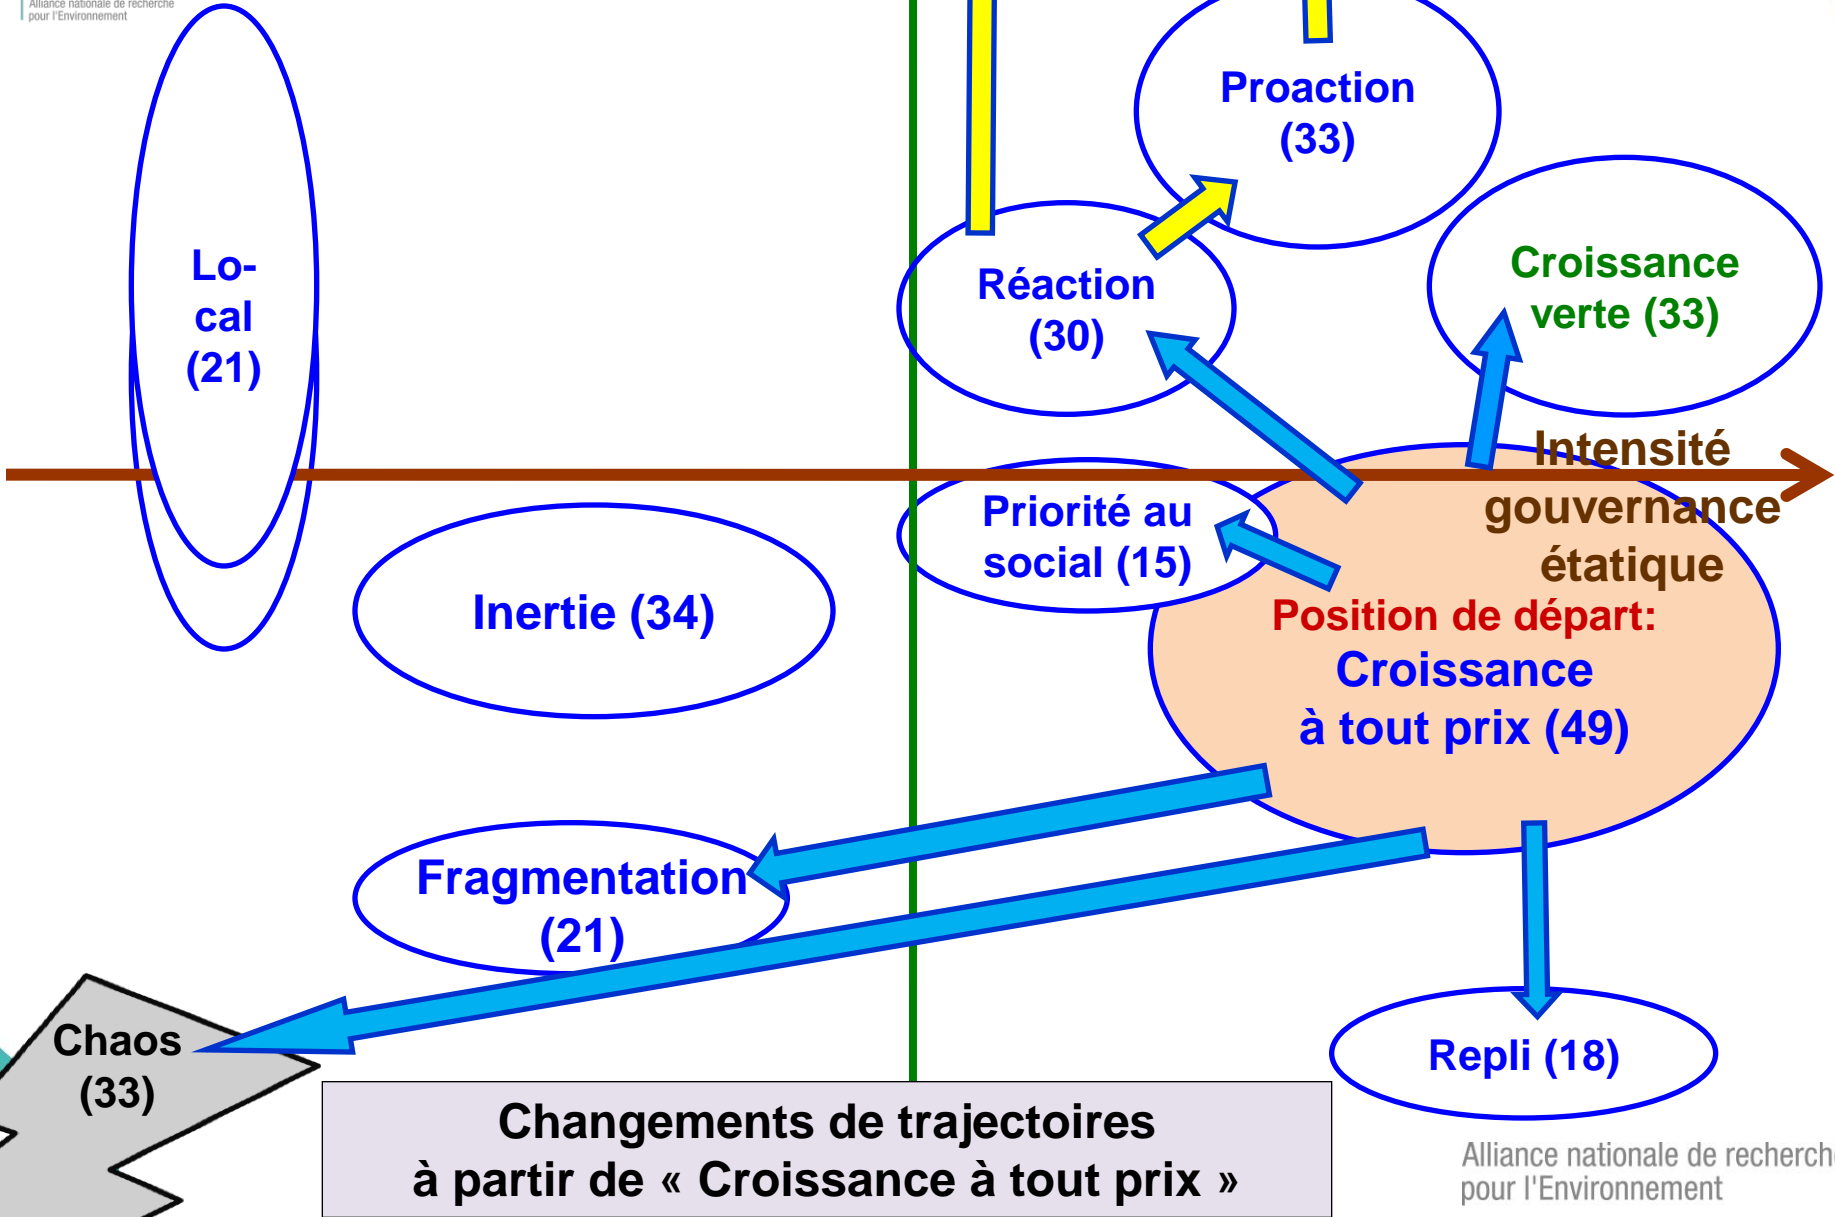 Alliance nationale de recherche
pour l'Environnement
Proaction
(33)
Lo-
cal
(21)
Réaction
(30)
Croissance
verte (33)
Intensité
gouvernance
étatique
Priorité au
social (15)
Inertie (34)
Position de départ:
Croissance
à tout prix (49)
Fragmentation
(21)
Chaos
(33)
Repli (18)
Changements de trajectoires
à partir de « Croissance à tout prix »
Alliance nationale de recherche
pour l'Environnement